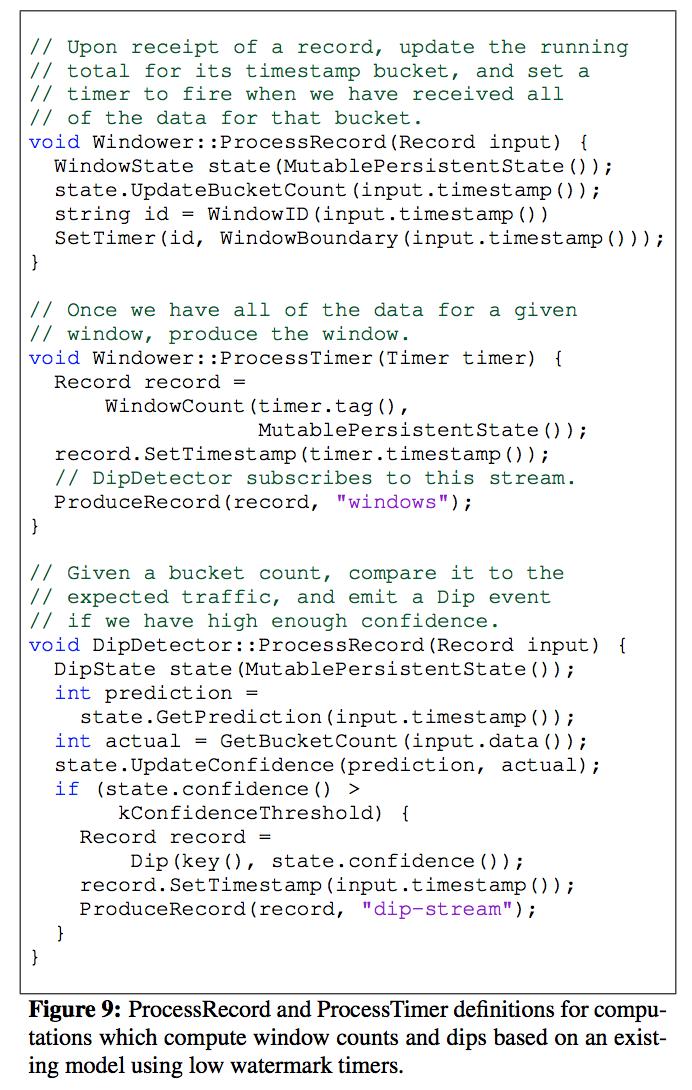 // Upon receipt of a record, update the running
// total for its timestamp bucket, and set a
// timer to fire when we have received all
// of the data for that bucket.
void Windower::ProcessRecord(Record input) {
  WindowState state(MutablePersistentState());
  state.UpdateBucketCount(input.timestamp());
  string id = WindowID(input.timestamp())
  SetTimer(id, WindowBoundary(input.timestamp()));
}

// Once we have all of the data for a given
// window, produce the window.
void Windower::ProcessTimer(Timer timer) {
  Record record =
      WindowCount(timer.tag(),
                  MutablePersistentState());
  record.SetTimestamp(timer.timestamp());
  // DipDetector subscribes to this stream.
  ProduceRecord(record, "windows");
}

// Given a bucket count, compare it to the
// expected traffic, and emit a Dip event
// if we have high enough confidence.
void DipDetector::ProcessRecord(Record input) {
  DipState state(MutablePersistentState());
  int prediction =
    state.GetPrediction(input.timestamp());
  int actual = GetBucketCount(input.data());
  state.UpdateConfidence(prediction, actual);
  if (state.confidence() >
       kConfidenceThreshold) {
    Record record =
        Dip(key(), state.confidence());
    record.SetTimestamp(input.timestamp());
    ProduceRecord(record, "dip-stream");
  }
}
Figure 9: ProcessRecord and ProcessTimer definitions for compu-
tations which compute window counts and dips based on an exist-
ing model using low watermark timers.